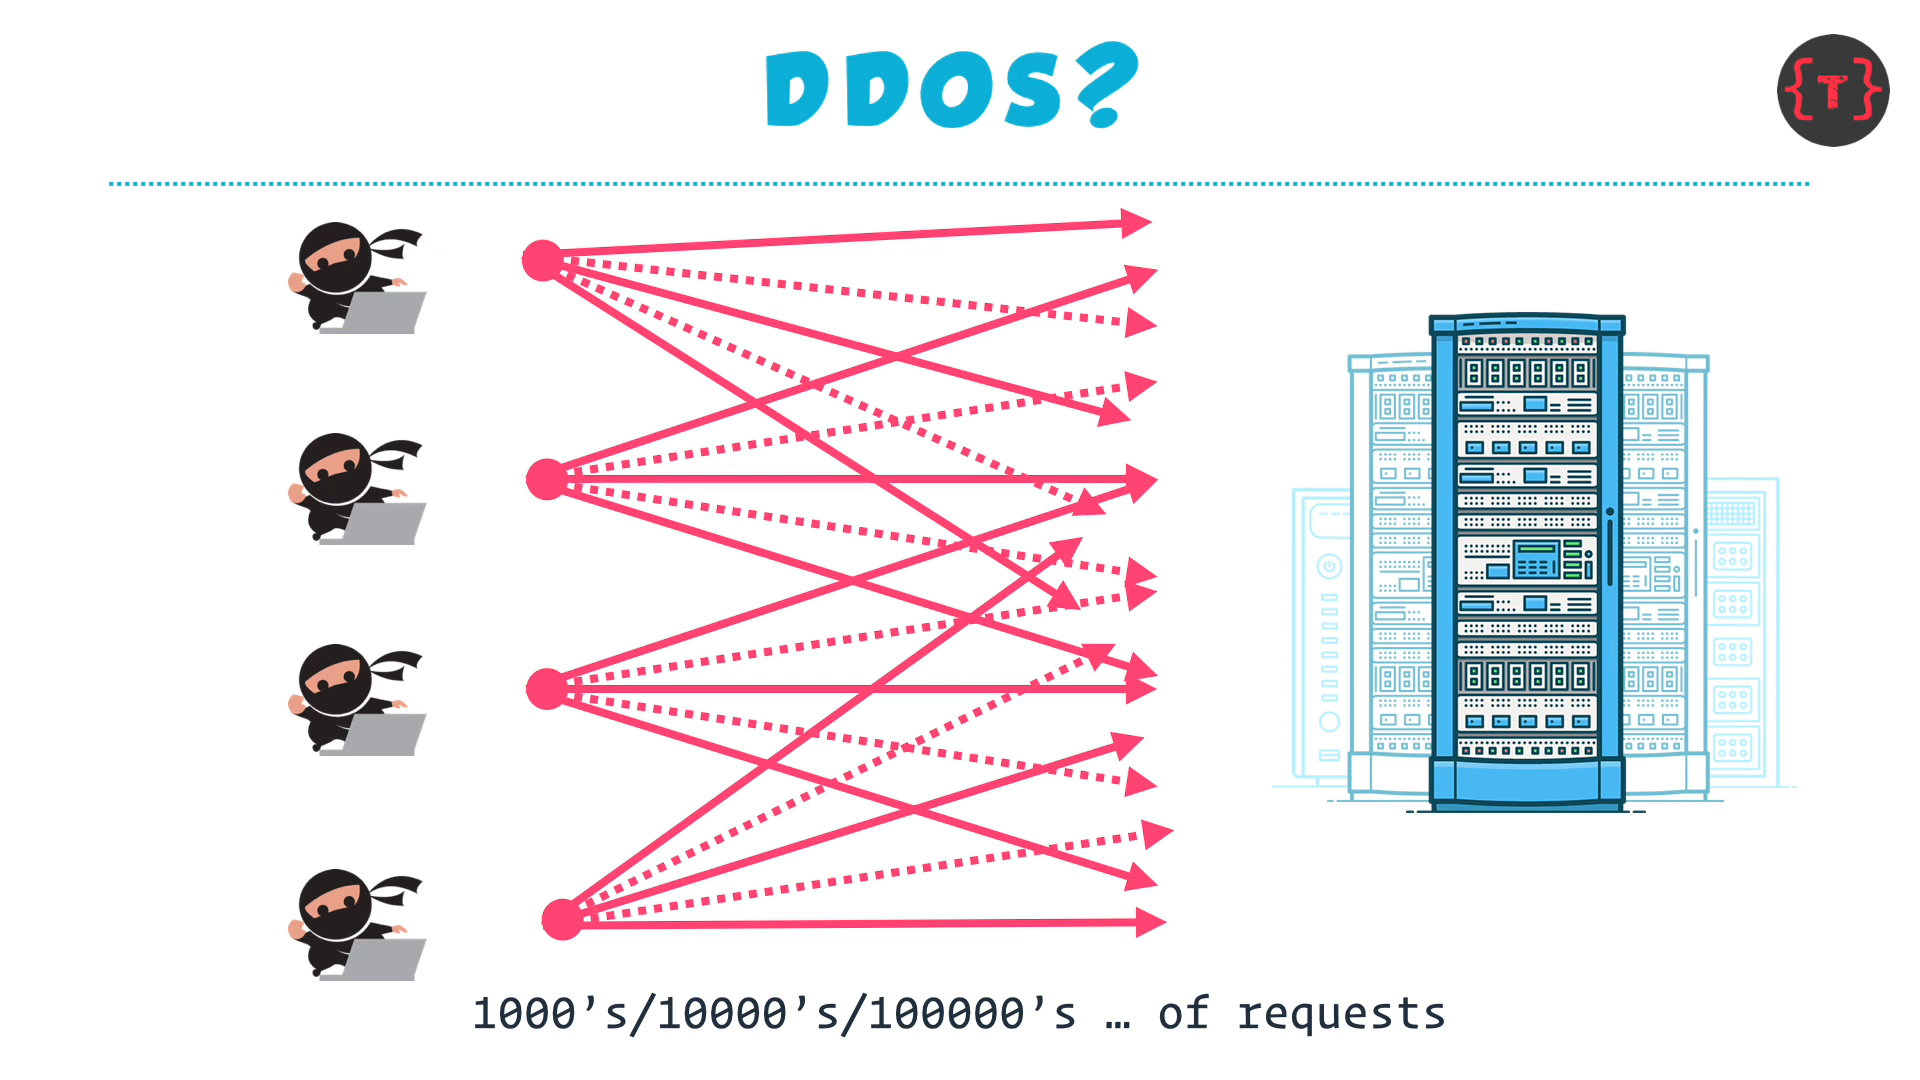 DDOS?
{T}
1000’s/10000’s/100000’s … of requests